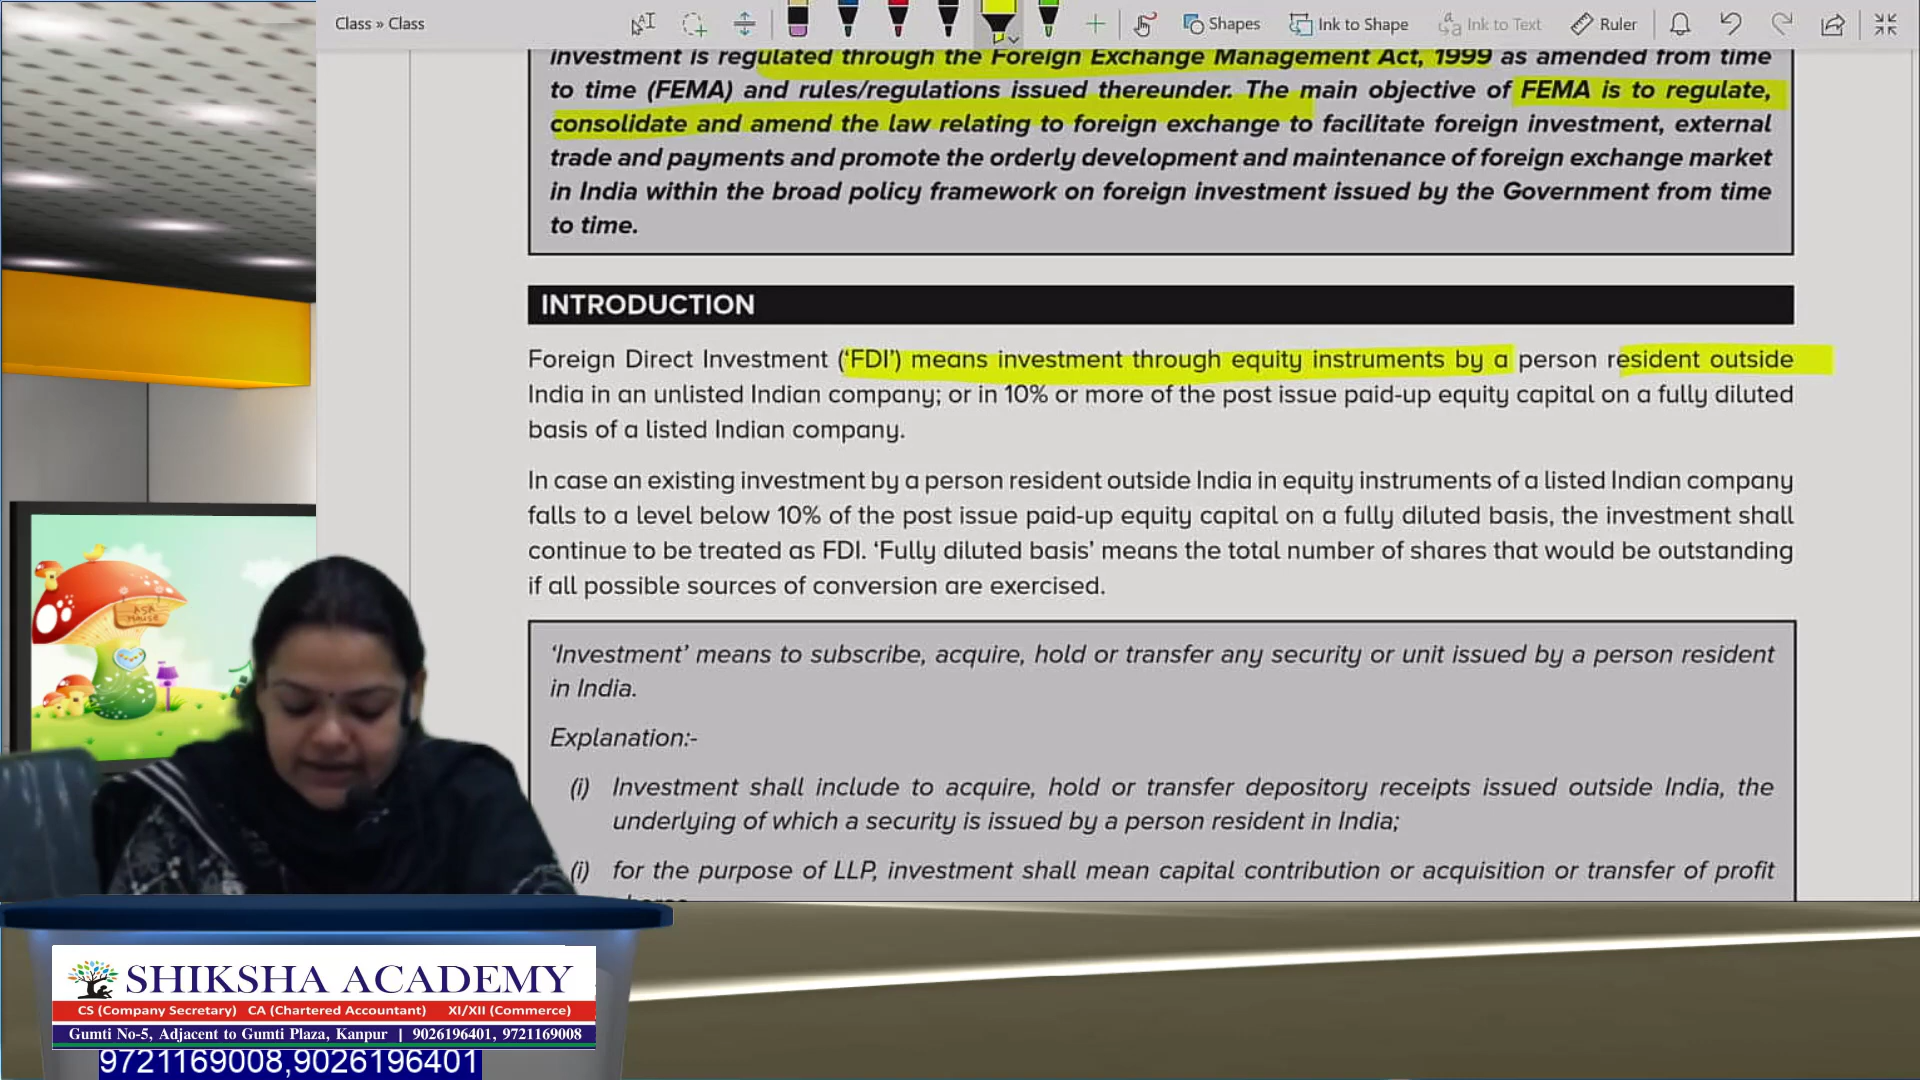 Class » Class
Shapes
Ink to Shape
Ink to Text
Ruler
investment is regulated through the Foreign Exchange Management Act, 1999 as amended from time
to time (FEMA) and rules/regulations issued thereunder. The main objective of FEMA is to regulate,
consolidate and amend the law relating to foreign exchange to facilitate foreign investment, external
trade and payments and promote the orderly development and maintenance of foreign exchange market
in India within the broad policy framework on foreign investment issued by the Government from time
to time.
INTRODUCTION
Foreign Direct Investment (‘FDI’) means investment through equity instruments by a person resident outside
India in an unlisted Indian company; or in 10% or more of the post issue paid-up equity capital on a fully diluted
basis of a listed Indian company.
In case an existing investment by a person resident outside India in equity instruments of a listed Indian company
falls to a level below 10% of the post issue paid-up equity capital on a fully diluted basis, the investment shall
continue to be treated as FDI. ‘Fully diluted basis’ means the total number of shares that would be outstanding
if all possible sources of conversion are exercised.
‘Investment’ means to subscribe, acquire, hold or transfer any security or unit issued by a person resident
in India.
Explanation:-
(i) Investment shall include to acquire, hold or transfer depository receipts issued outside India, the
underlying of which a security is issued by a person resident in India;
(i) for the purpose of LLP, investment shall mean capital contribution or acquisition or transfer of profit
SHIKSHA ACADEMY
CS (Company Secretary) CA (Chartered Accountant) XI/XII (Commerce)
Gumti No-5, Adjacent to Gumti Plaza, Kanpur | 9026196401, 9721169008
9721169008,9026196401